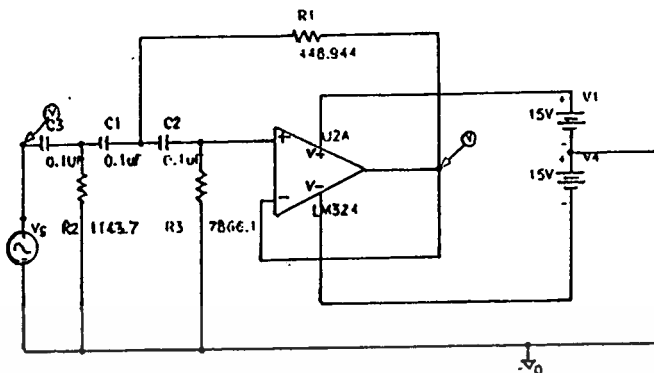 R1
448.944
V
C3
C1
C2
0.1uF
0.1uF
0.1uF
U2A
V+
V-
LM324
V
V1
15V
V4
15V
Vs
R2
1143.7
R3
7866.1
0